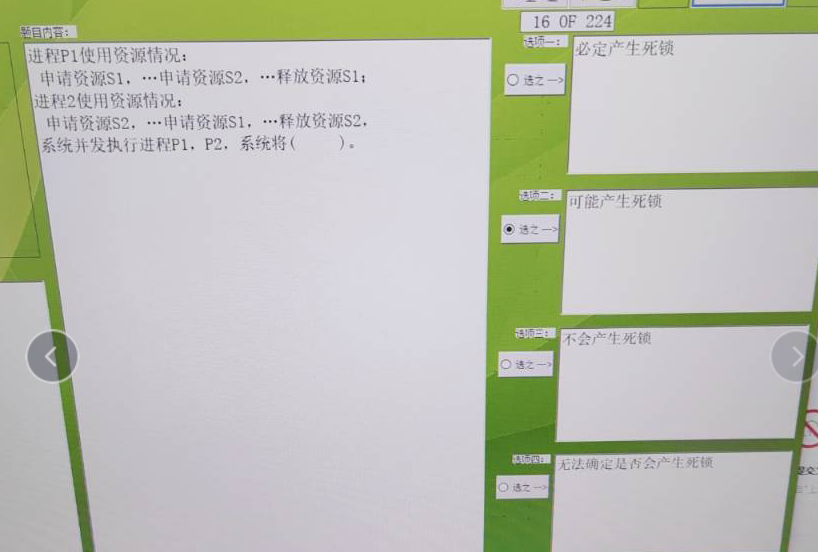 16 OF 224
题目内容：
进程P1使用资源情况：
申请资源S1，…申请资源S2，…释放资源S1；
进程2使用资源情况：
申请资源S2，…申请资源S1，…释放资源S2，
系统并发执行进程P1，P2，系统将(    )。
选项一：
必定产生死锁
选之-->
选项二：
可能产生死锁
选之-->
选项三：
不会产生死锁
选之-->
选项四：
无法确定是否会产生死锁
选之-->